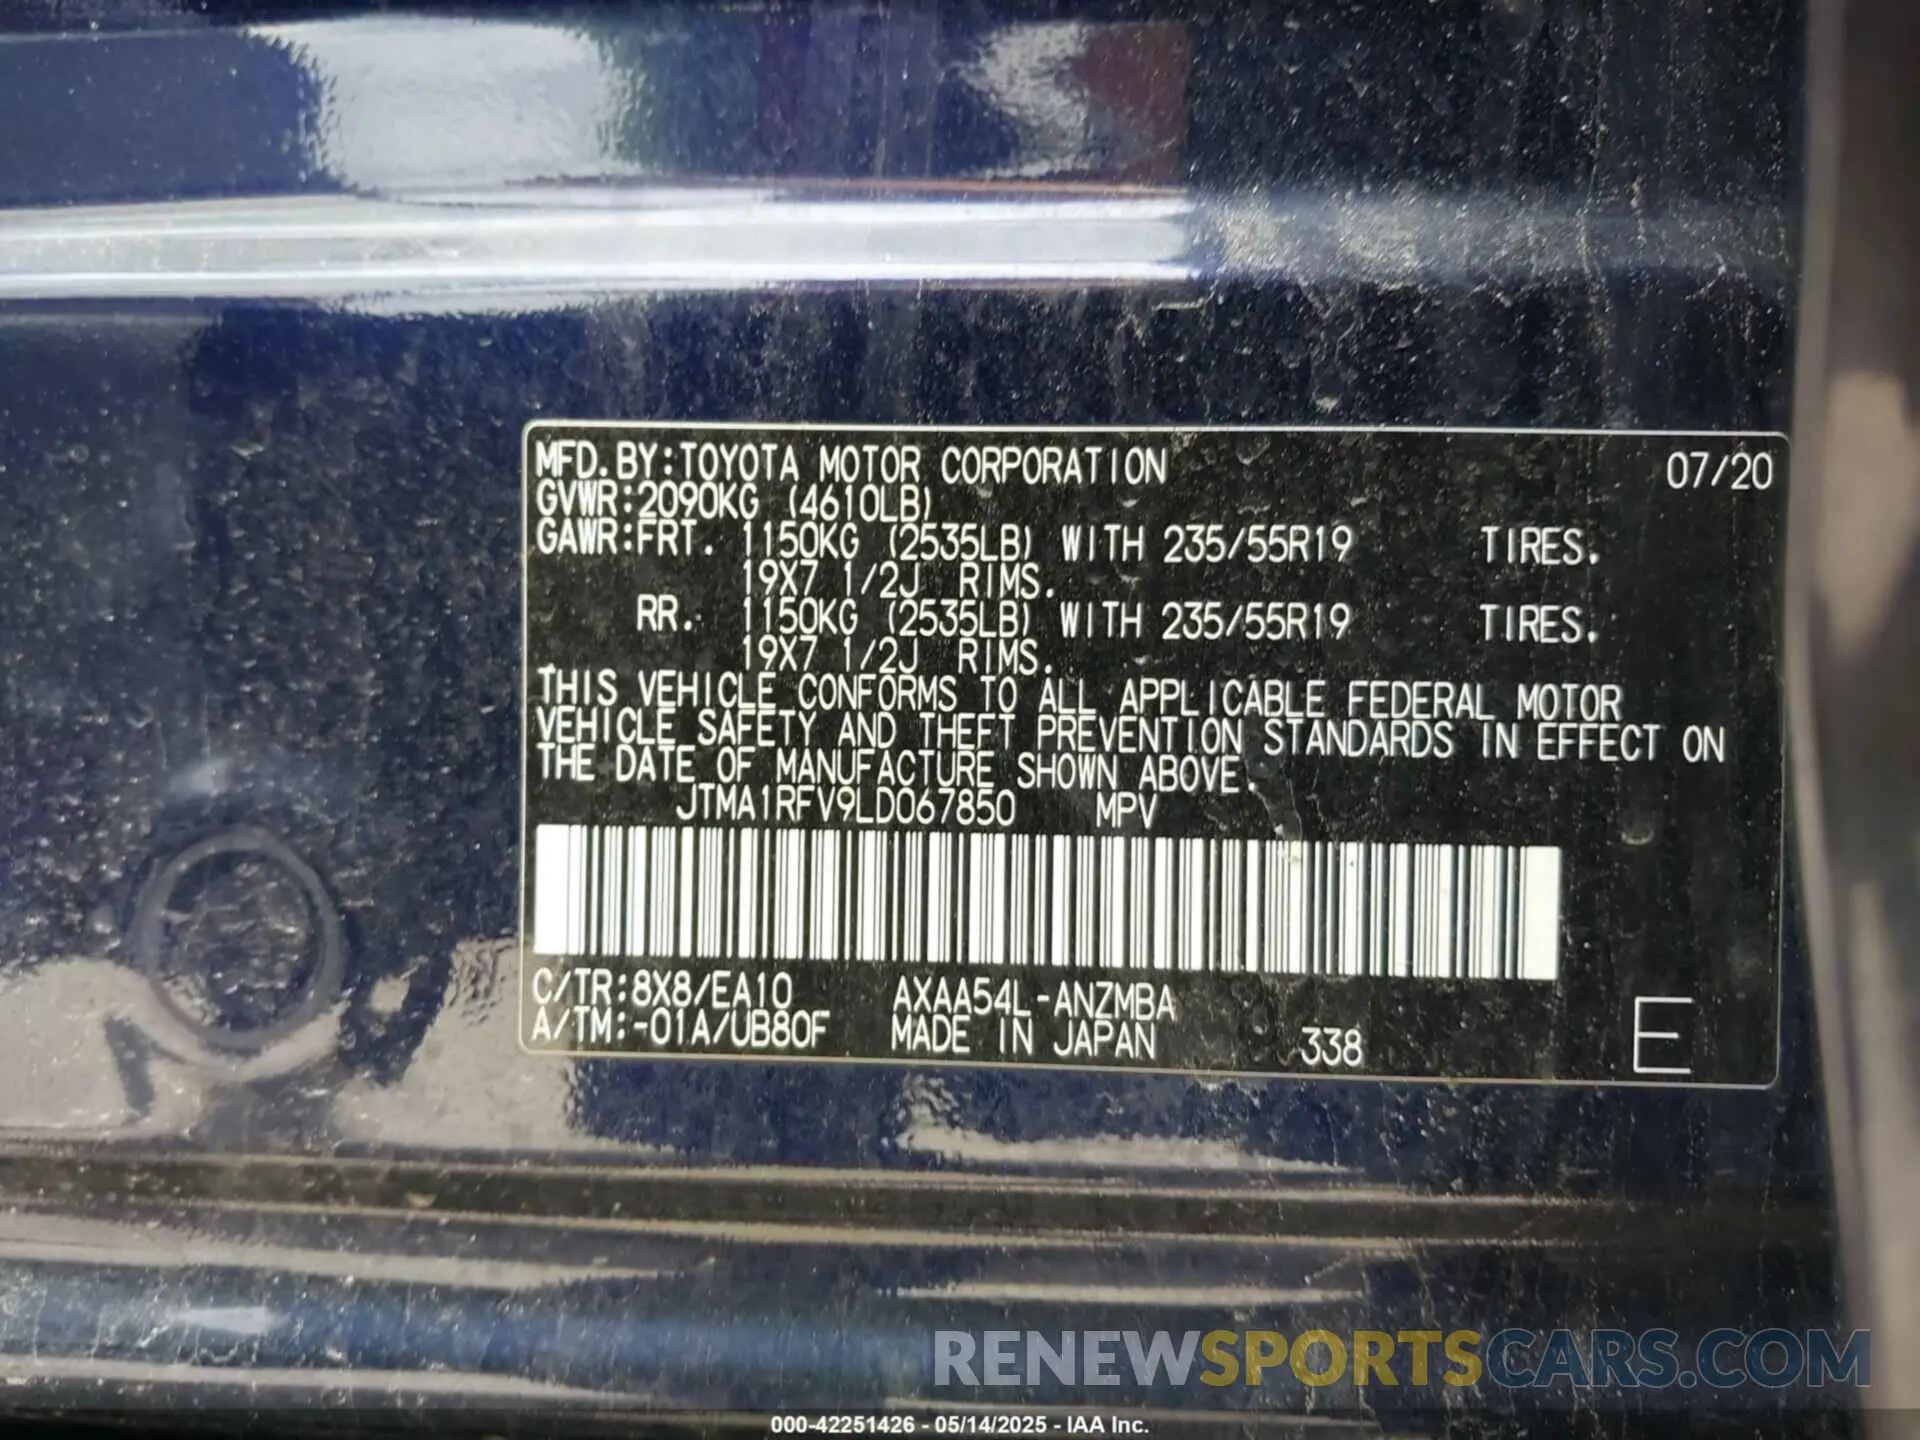 MFD.BY:TOYOTA MOTOR CORPORATION 07/20
GVWR:2090KG (4610LB)
GAWR:FRT. 1150KG (2535LB) WITH 235/55R19 TIRES.
19X7 1/2J RIMS.
RR. 1150KG (2535LB) WITH 235/55R19 TIRES.
19X7 1/2J RIMS.
THIS VEHICLE CONFORMS TO ALL APPLICABLE FEDERAL MOTOR
VEHICLE SAFETY AND THEFT PREVENTION STANDARDS IN EFFECT ON
THE DATE OF MANUFACTURE SHOWN ABOVE.
JTMA1RFV9LD067850 MPV
C/TR:8X8/EA10 AXAA54L-ANZMBA
A/TM:-01A/UB80F MADE IN JAPAN 338 E
RENEWSPORTSCARS.COM
000-42251426 - 05/14/2025 - IAA Inc.